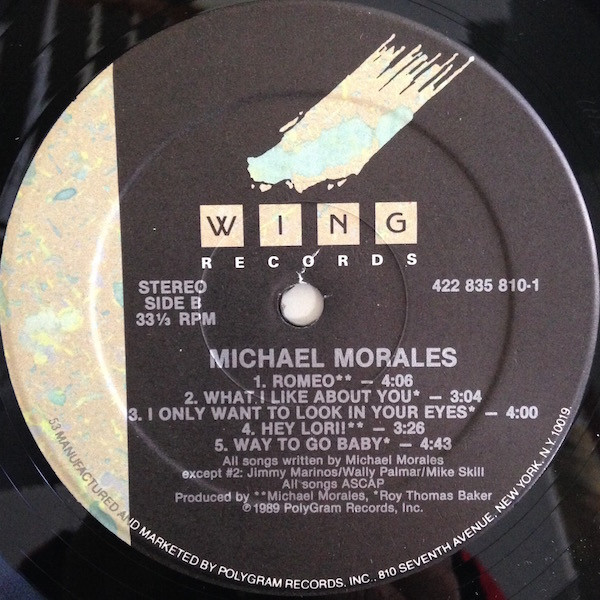 WING
RECORDS
STEREO
SIDE B
33⅓ RPM
422 835 810-1
MICHAEL MORALES
1. ROMEO** – 4:06
2. WHAT I LIKE ABOUT YOU* – 3:04
3. I ONLY WANT TO LOOK IN YOUR EYES* – 4:00
4. HEY LORI!! – 3:26
5. WAY TO GO BABY* – 4:43
All songs written by Michael Morales
except #2: Jimmy Marinos/Wally Palmar/Mike Skill
All songs ASCAP
Produced by **Michael Morales, *Roy Thomas Baker
℗1989 PolyGram Records, Inc.
53 MANUFACTURED AND MARKETED BY POLYGRAM RECORDS, INC., 810 SEVENTH AVENUE, NEW YORK, N.Y. 10019